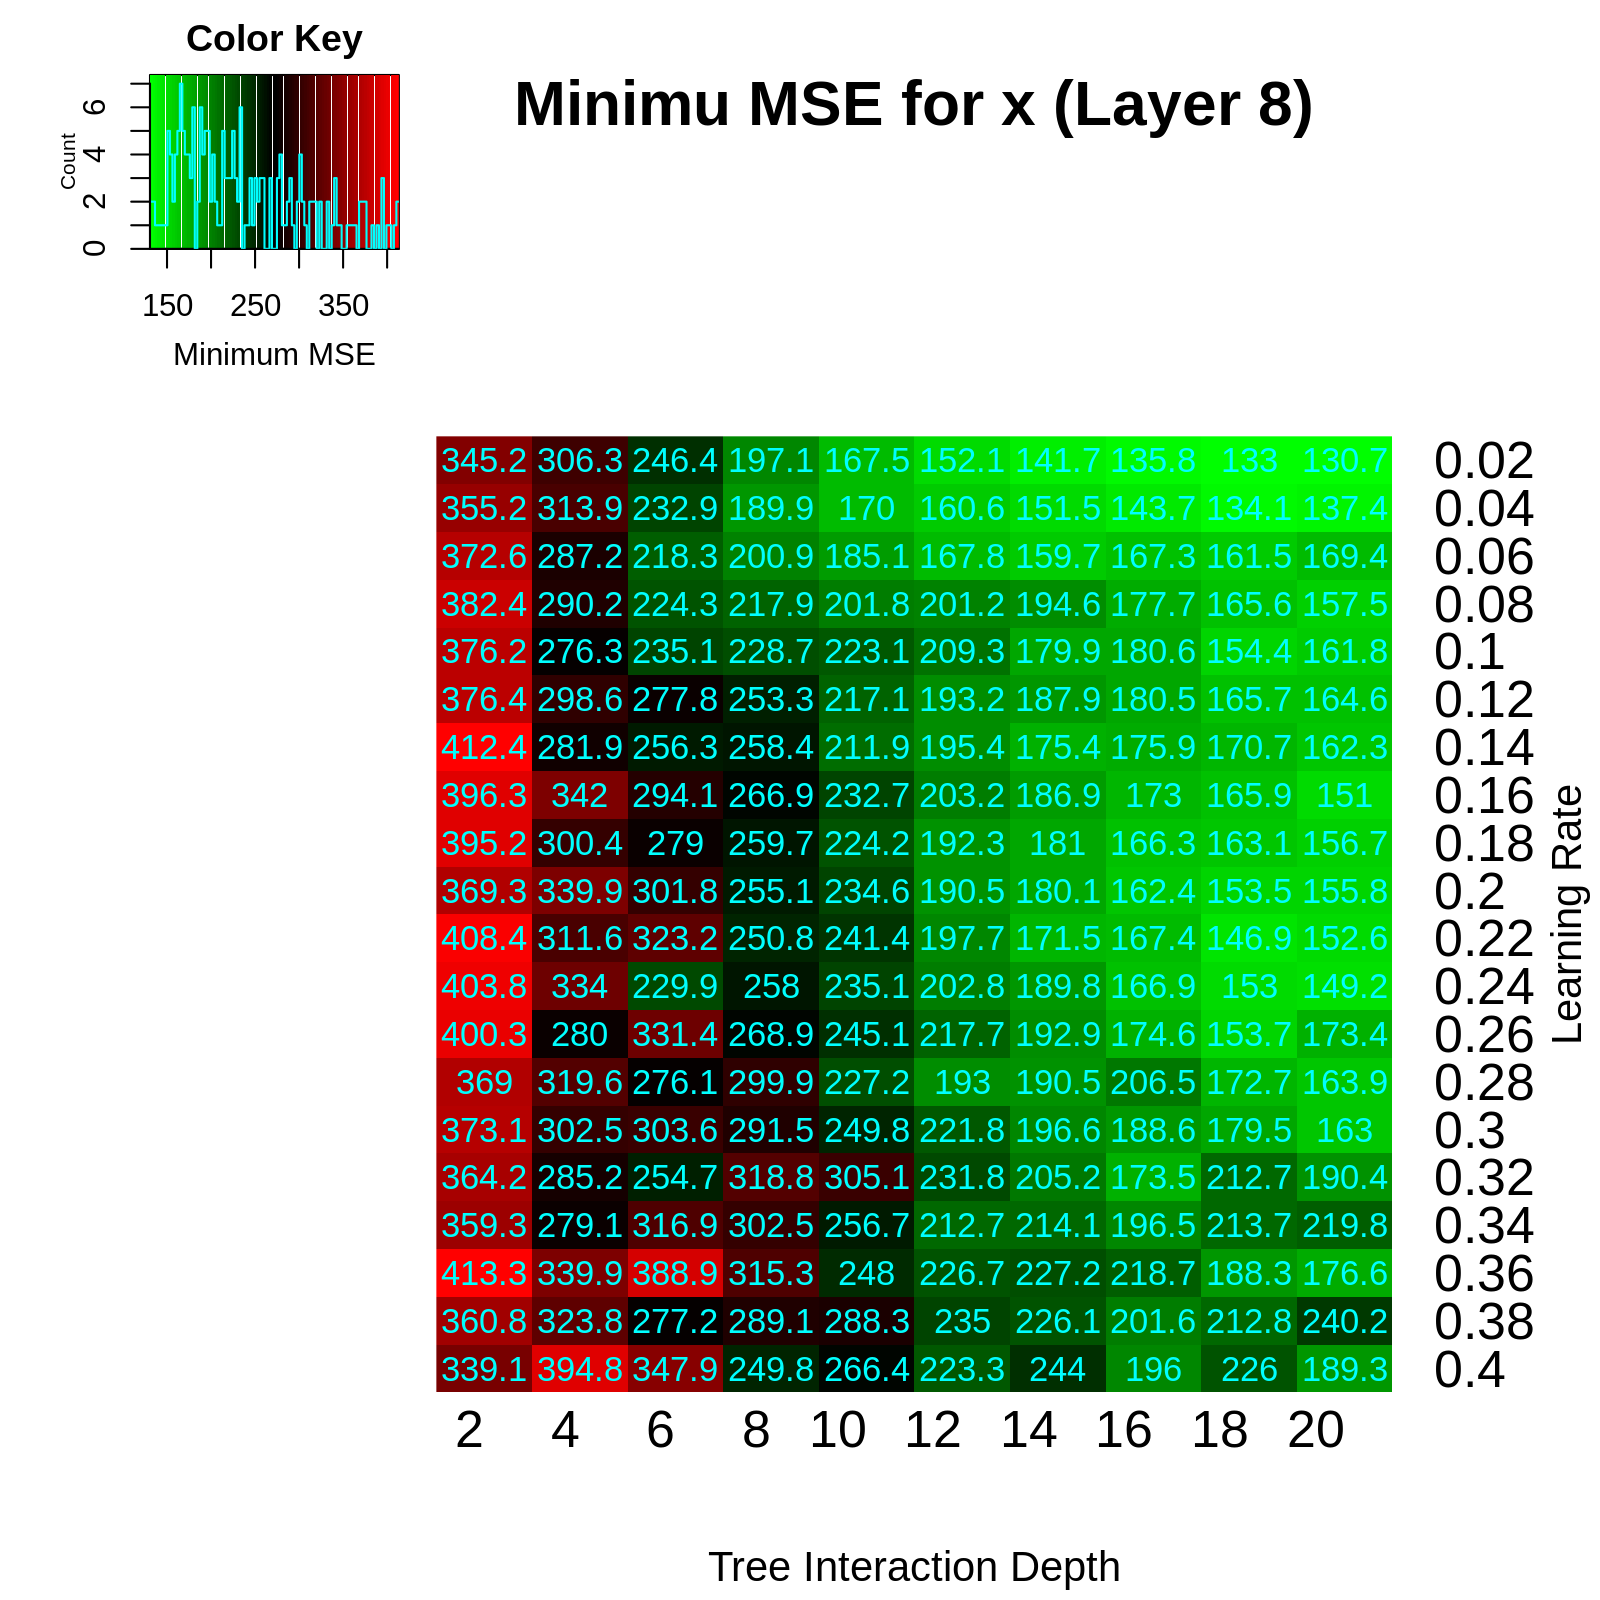 Color Key
Minimu MSE for x (Layer 8)
Count
0 2 4 6
150 250 350
Minimum MSE
345.2 306.3 246.4 197.1 167.5 152.1 141.7 135.8 133 130.7 0.02
355.2 313.9 232.9 189.9 170 160.6 151.5 143.7 134.1 137.4 0.04
372.6 287.2 218.3 200.9 185.1 167.8 159.7 167.3 161.5 169.4 0.06
382.4 290.2 224.3 217.9 201.8 201.2 194.6 177.7 165.6 157.5 0.08
376.2 276.3 235.1 228.7 223.1 209.3 179.9 180.6 154.4 161.8 0.1
376.4 298.6 277.8 253.3 217.1 193.2 187.9 180.5 165.7 164.6 0.12
412.4 281.9 256.3 258.4 211.9 195.4 175.4 175.9 170.7 162.3 0.14
396.3 342 294.1 266.9 232.7 203.2 186.9 173 165.9 151 0.16
395.2 300.4 279 259.7 224.2 192.3 181 166.3 163.1 156.7 0.18
369.3 339.9 301.8 255.1 234.6 190.5 180.1 162.4 153.5 155.8 0.2
408.4 311.6 323.2 250.8 241.4 197.7 171.5 167.4 146.9 152.6 0.22
403.8 334 229.9 258 235.1 202.8 189.8 166.9 153 149.2 0.24
400.3 280 331.4 268.9 245.1 217.7 192.9 174.6 153.7 173.4 0.26
369 319.6 276.1 299.9 227.2 193 190.5 206.5 172.7 163.9 0.28
373.1 302.5 303.6 291.5 249.8 221.8 196.6 188.6 179.5 163 0.3
364.2 285.2 254.7 318.8 305.1 231.8 205.2 173.5 212.7 190.4 0.32
359.3 279.1 316.9 302.5 256.7 212.7 214.1 196.5 213.7 219.8 0.34
413.3 339.9 388.9 315.3 248 226.7 227.2 218.7 188.3 176.6 0.36
360.8 323.8 277.2 289.1 288.3 235 226.1 201.6 212.8 240.2 0.38
339.1 394.8 347.9 249.8 266.4 223.3 244 196 226 189.3 0.4
Learning Rate
2 4 6 8 10 12 14 16 18 20
Tree Interaction Depth